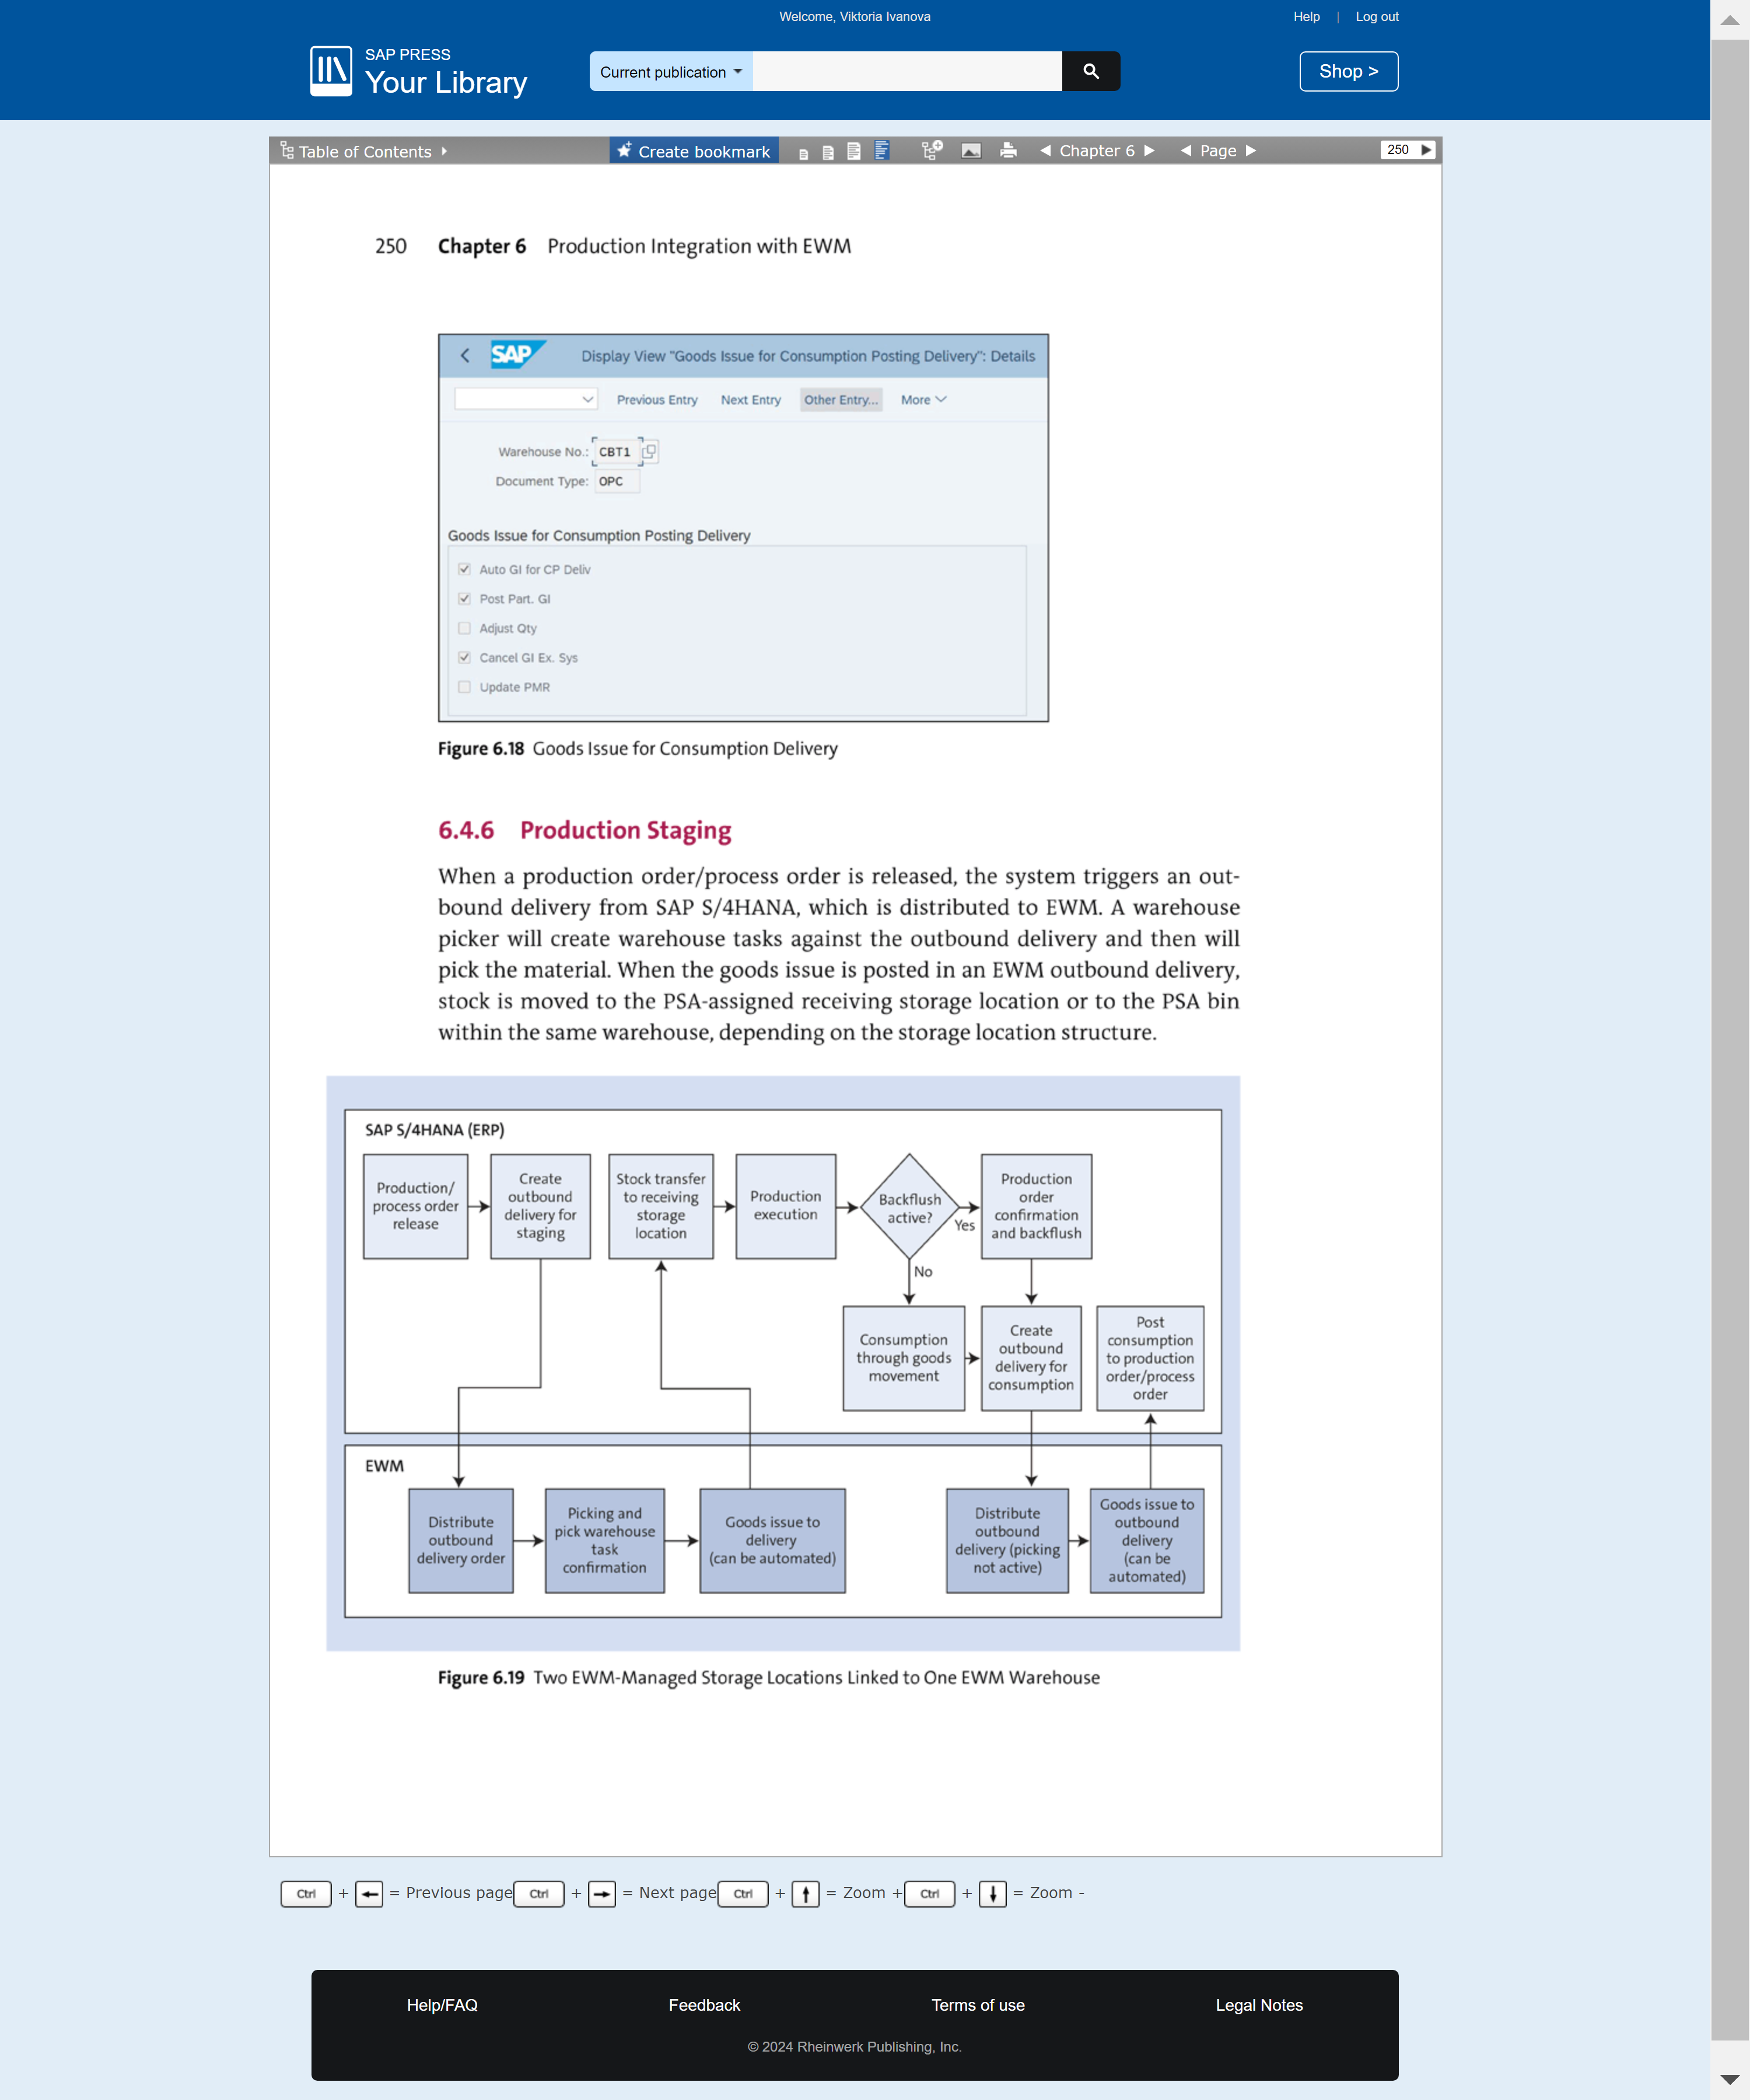 Welcome, Viktoria Ivanova
Help | Log out
SAP PRESS
Your Library
Current publication
Shop >
Table of Contents
Create bookmark
Chapter 6
Page
250
250 Chapter 6 Production Integration with EWM
SAP
Display View "Goods Issue for Consumption Posting Delivery": Details
Previous Entry Next Entry Other Entry... More
Warehouse No.: CBT1
Document Type: OPC
Goods Issue for Consumption Posting Delivery
Auto GI for CP Deliv
Post Part. GI
Adjust Qty
Cancel GI Ex. Sys
Update PMR
Figure 6.18 Goods Issue for Consumption Delivery
6.4.6 Production Staging
When a production order/process order is released, the system triggers an out-
bound delivery from SAP S/4HANA, which is distributed to EWM. A warehouse
picker will create warehouse tasks against the outbound delivery and then will
pick the material. When the goods issue is posted in an EWM outbound delivery,
stock is moved to the PSA-assigned receiving storage location or to the PSA bin
within the same warehouse, depending on the storage location structure.
SAP S/4HANA (ERP)
Production/
process order
release
Create
outbound
delivery for
staging
Stock transfer
to receiving
storage
location
Production
execution
Backflush
active?
Yes
No
Production
order
confirmation
and backflush
Consumption
through goods
movement
Create
outbound
delivery for
consumption
Post
consumption
to production
order/process
order
EWM
Distribute
outbound
delivery order
Picking and
pick warehouse
task
confirmation
Goods issue to
delivery
(can be automated)
Distribute
outbound
delivery (picking
not active)
Goods issue to
outbound
delivery
(can be
automated)
Figure 6.19 Two EWM-Managed Storage Locations Linked to One EWM Warehouse
Ctrl + ← = Previous page Ctrl + → = Next page Ctrl + ↑ = Zoom + Ctrl + ↓ = Zoom -
Help/FAQ Feedback Terms of use Legal Notes
© 2024 Rheinwerk Publishing, Inc.